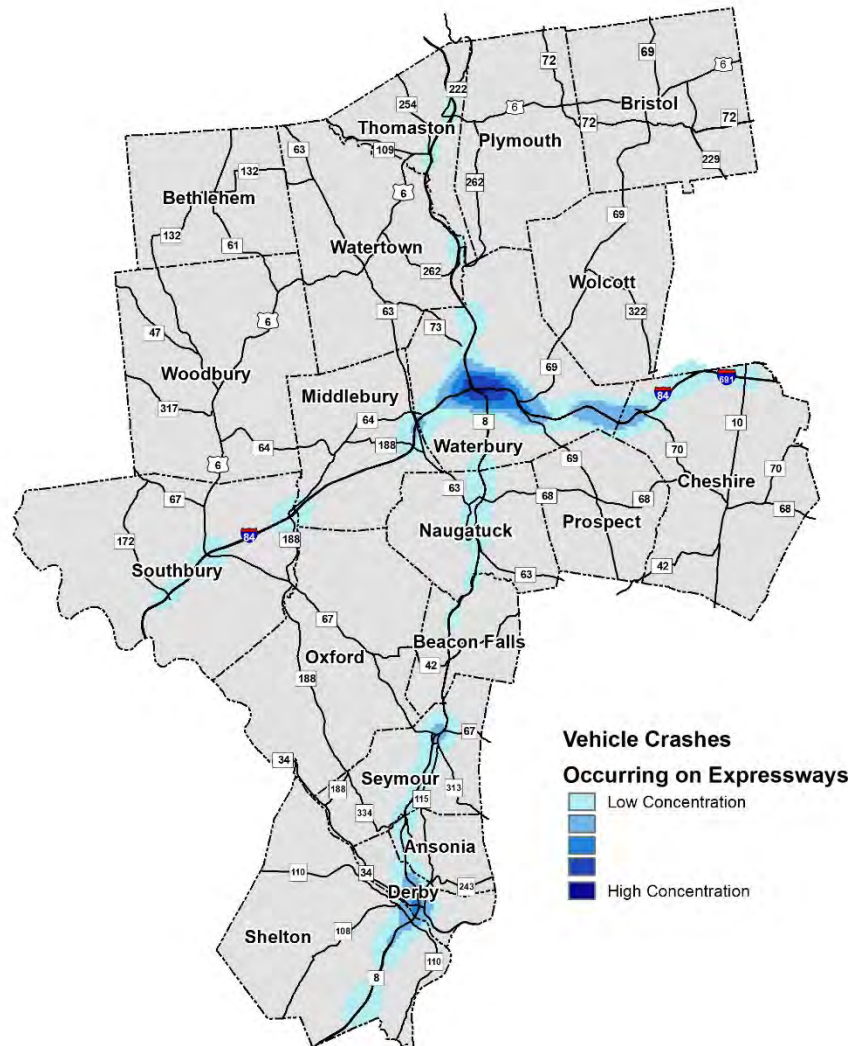 69
72
6
222
6
Bristol
254
72
72
Thomaston
Plymouth
63
109
229
132
262
6
Bethlehem
69
132
61
Watertown
262
Wolcott
6
63
322
47
73
Woodbury
69
691
84
Middlebury
317
10
64
8
70
188
Waterbury
64
69
70
6
63
Cheshire
67
68
68
68
Naugatuck
Prospect
172
84
188
Southbury
63
42
67
Beacon Falls
Oxford
42
188
67
Vehicle Crashes
34
Occurring on Expressways
Seymour
188
313
115
Low Concentration
334
Ansonia
110
34
243
Derby
High Concentration
108
Shelton
110
8